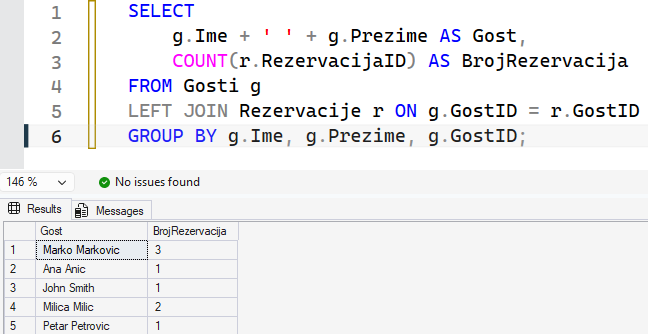 1 SELECT
2 g.Ime + ' ' + g.Prezime AS Gost,
3 COUNT(r.RezervacijaID) AS BrojRezervacija
4 FROM Gosti g
5 LEFT JOIN Rezervacije r ON g.GostID = r.GostID
6 GROUP BY g.Ime, g.Prezime, g.GostID;
146 % No issues found
Results Messages
Gost BrojRezervacija
1 Marko Markovic 3
2 Ana Anic 1
3 John Smith 1
4 Milica Milic 2
5 Petar Petrovic 1